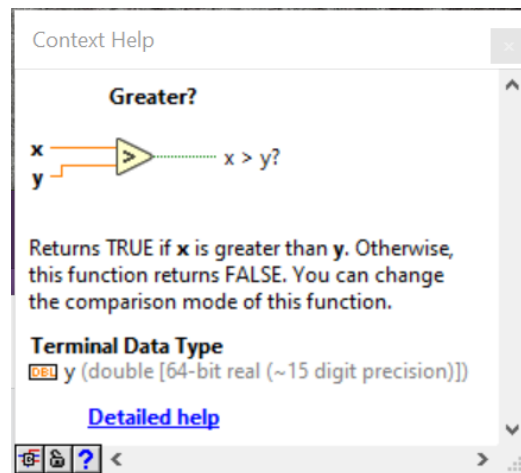 Context Help
Greater?
x
y
>
x > y?
Returns TRUE if x is greater than y. Otherwise,
this function returns FALSE. You can change
the comparison mode of this function.
Terminal Data Type
DBL y (double [64-bit real (~15 digit precision)])
Detailed help
?